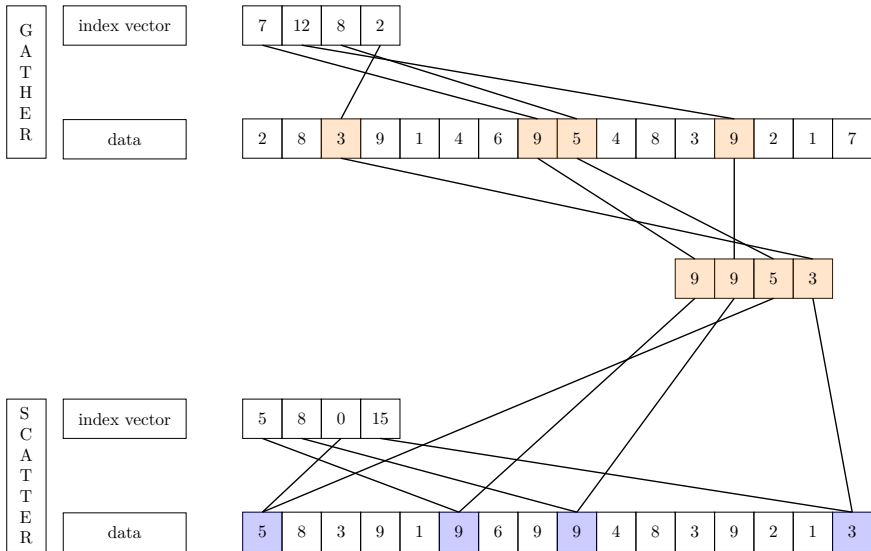 GATHER
index vector
7 12 8 2
data
2 8 3 9 1 4 6 9 5 4 8 3 9 2 1 7
9 9 5 3
SCATTER
index vector
5 8 0 15
data
5 8 3 9 1 9 6 9 9 4 8 3 9 2 1 3